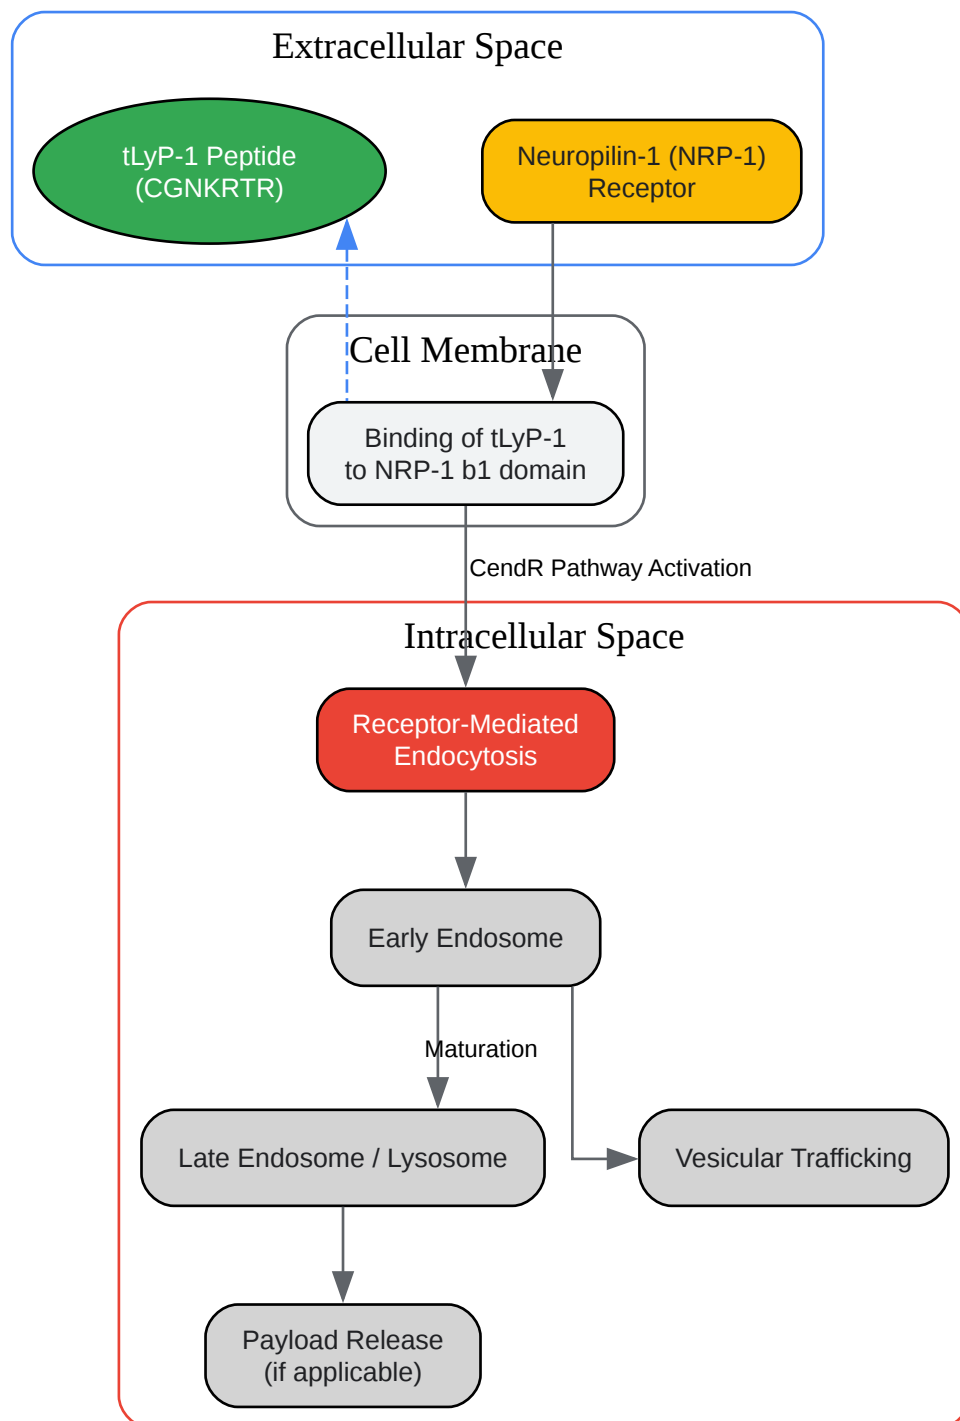 Extracellular Space
tLyP-1 Peptide
(CGNKRTR)
Neuropilin-1 (NRP-1)
Receptor
Cell Membrane
Binding of tLyP-1
to NRP-1 b1 domain
CendR Pathway Activation
Intracellular Space
Receptor-Mediated
Endocytosis
Early Endosome
Maturation
Late Endosome / Lysosome
Vesicular Trafficking
Payload Release
(if applicable)